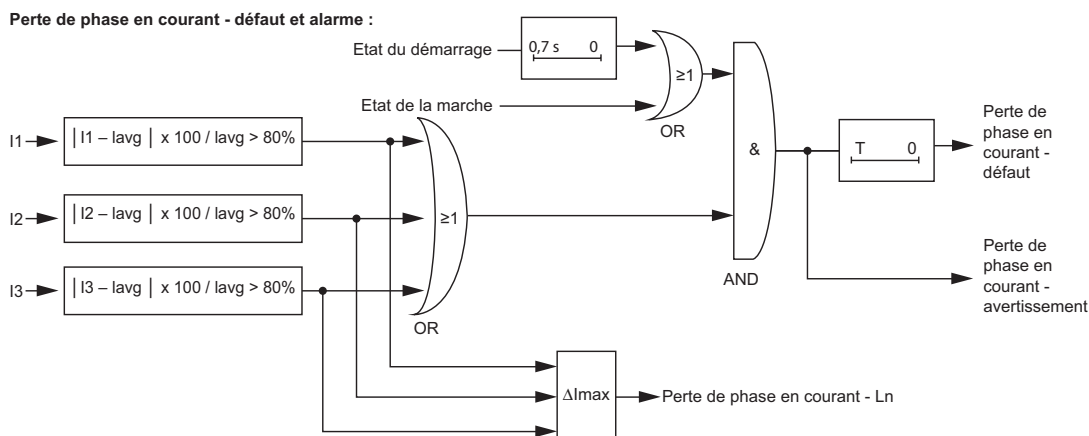 Perte de phase en courant - défaut et alarme :
Etat du démarrage
0,7 s 0
≥1
OR
Etat de la marche
I1
| I1 – Iavg | x 100 / Iavg > 80%
I2
| I2 – Iavg | x 100 / Iavg > 80%
I3
| I3 – Iavg | x 100 / Iavg > 80%
≥1
OR
&
AND
T 0
Perte de
phase en
courant -
défaut
Perte de
phase en
courant -
avertissement
ΔImax
Perte de phase en courant - Ln